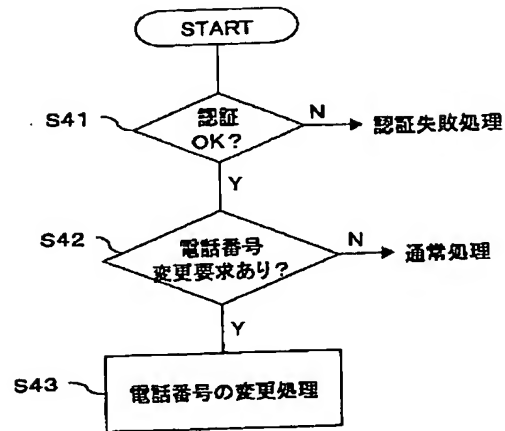 START
S41
認証
OK?
N
認証失敗処理
Y
S42
電話番号
変更要求あり?
N
通常処理
Y
S43
電話番号の変更処理